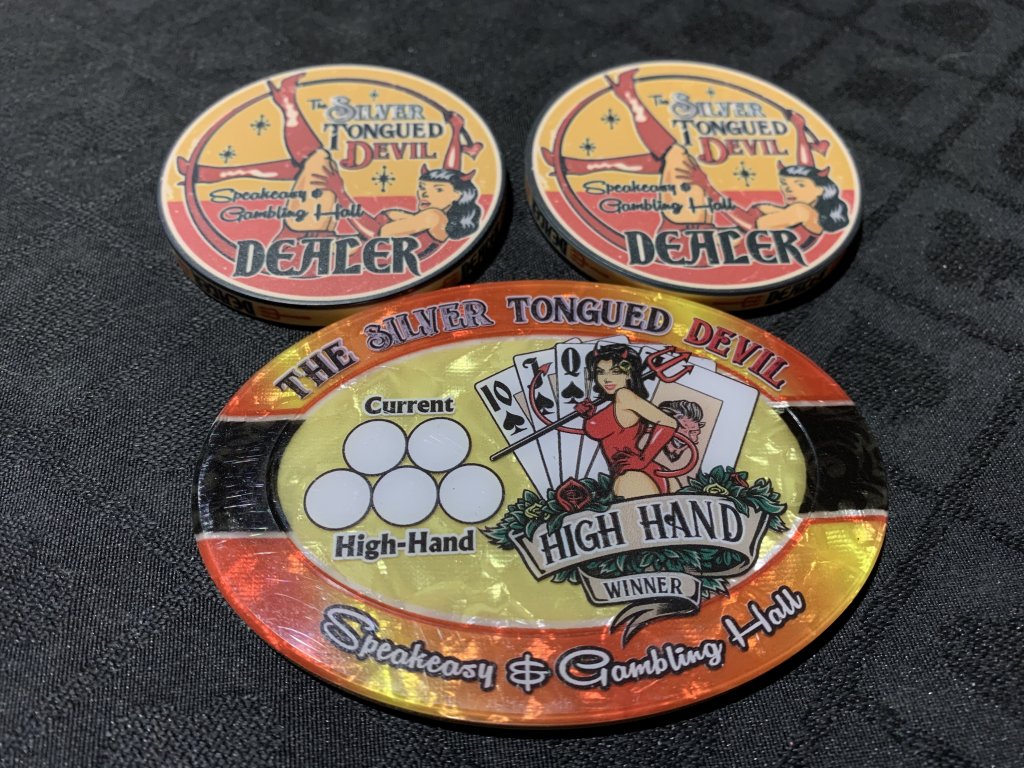 The Silver
Tongued
Devil
Speakeasy &
Gambling Hall
DEALER
The Silver
Tongued
Devil
Speakeasy &
Gambling Hall
DEALER
THE SILVER TONGUED DEVIL
Current
High-Hand
10
J
Q
HIGH HAND
WINNER
Speakeasy & Gambling Hall